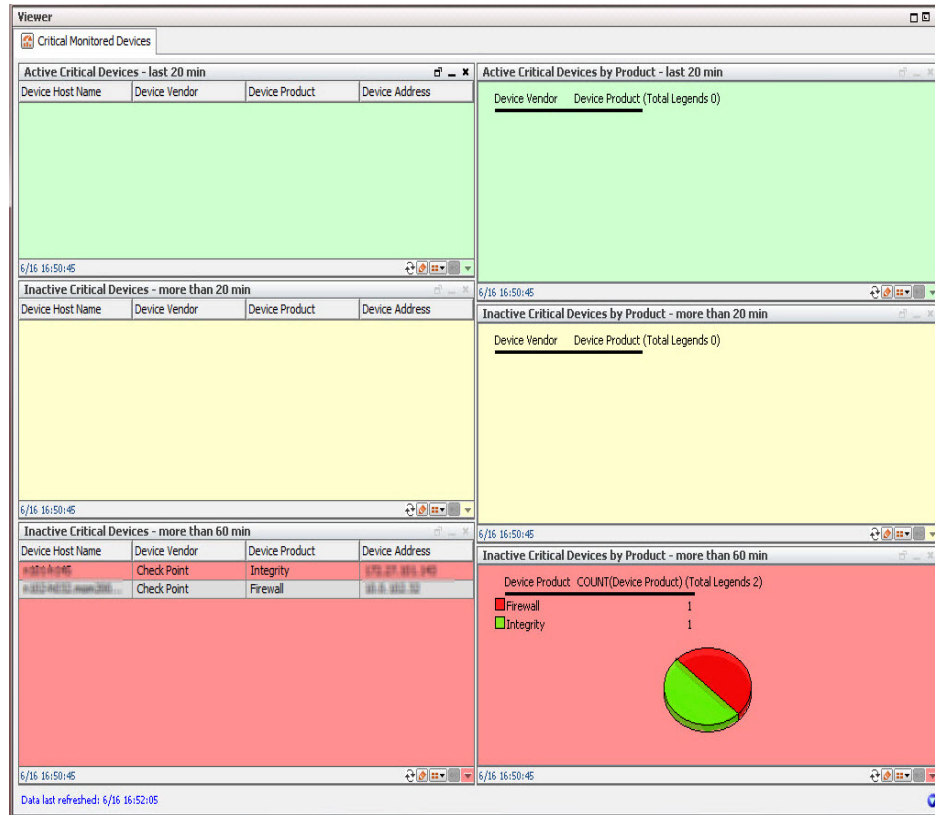 Viewer
Critical Monitored Devices
Active Critical Devices - last 20 min
Device Host Name Device Vendor Device Product Device Address
6/16 16:50:45
Active Critical Devices by Product - last 20 min
Device Vendor Device Product (Total Legends 0)
6/16 16:50:45
Inactive Critical Devices - more than 20 min
Device Host Name Device Vendor Device Product Device Address
6/16 16:50:45
Inactive Critical Devices by Product - more than 20 min
Device Vendor Device Product (Total Legends 0)
6/16 16:50:45
Inactive Critical Devices - more than 60 min
Device Host Name Device Vendor Device Product Device Address
Check Point Integrity
Check Point Firewall
6/16 16:50:45
Inactive Critical Devices by Product - more than 60 min
Device Product COUNT(Device Product) (Total Legends 2)
Firewall 1
Integrity 1
6/16 16:50:45
Data last refreshed: 6/16 16:52:05